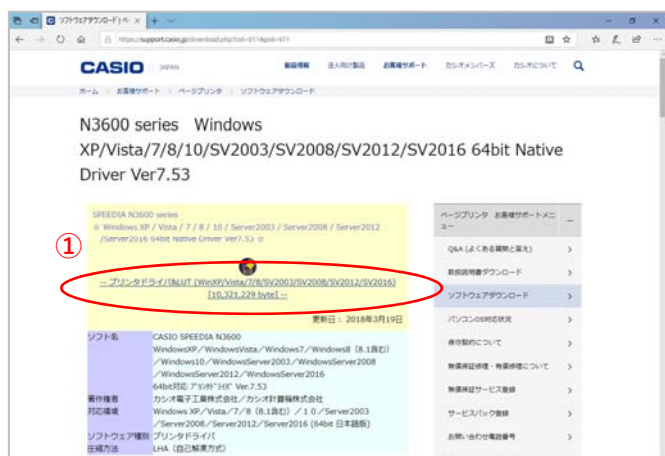 ソフトウェアダウンロード | ペ
https://support.casio.jp/download.php?cid=011&pid=671
CASIO JAPAN
製品情報 法人向け製品 お客様サポート カシオメンバーズ カシオについて
ホーム お客様サポート ページプリンタ ソフトウェアダウンロード
N3600 series Windows
XP/Vista/7/8/10/SV2003/SV2008/SV2012/SV2016 64bit Native
Driver Ver7.53
SPEEDIA N3600 series
☆ Windows XP / Vista / 7 / 8 / 10 / Server2003 / Server2008 / Server2012
/Server2016 64bit Native Driver Ver7.53 ☆
①
-- プリンタドライバ&LUT (WinXP/Vista/7/8/SV2003/SV2008/SV2012/SV2016)
[10,321,229 byte] --
更新日: 2018年3月19日
ソフト名 CASIO SPEEDIA N3600
WindowsXP/WindowsVista/Windows7/Windows8 (8.1含む)
/Windows10/WindowsServer2003/WindowsServer2008
/WindowsServer2012/WindowsServer2016
64bit対応 プリンタドライバ Ver.7.53
著作権者 カシオ電子工業株式会社/カシオ計算機株式会社
対応環境 Windows XP/Vista/7/8 (8.1含む) /10/Server2003
/Server2008/Server2012/Server2016 (64bit 日本語版)
ソフトウェア種別 プリンタドライバ
圧縮方法 LHA (自己解凍方式)
ページプリンタ お客様サポートメニ
ュー
Q&A (よくある質問と答え)
取扱説明書ダウンロード
ソフトウェアダウンロード
パソコンOS対応状況
保守契約について
無償保証修理・有償修理について
無償保証サービス登録
サービスパック登録
お問い合わせ電話番号